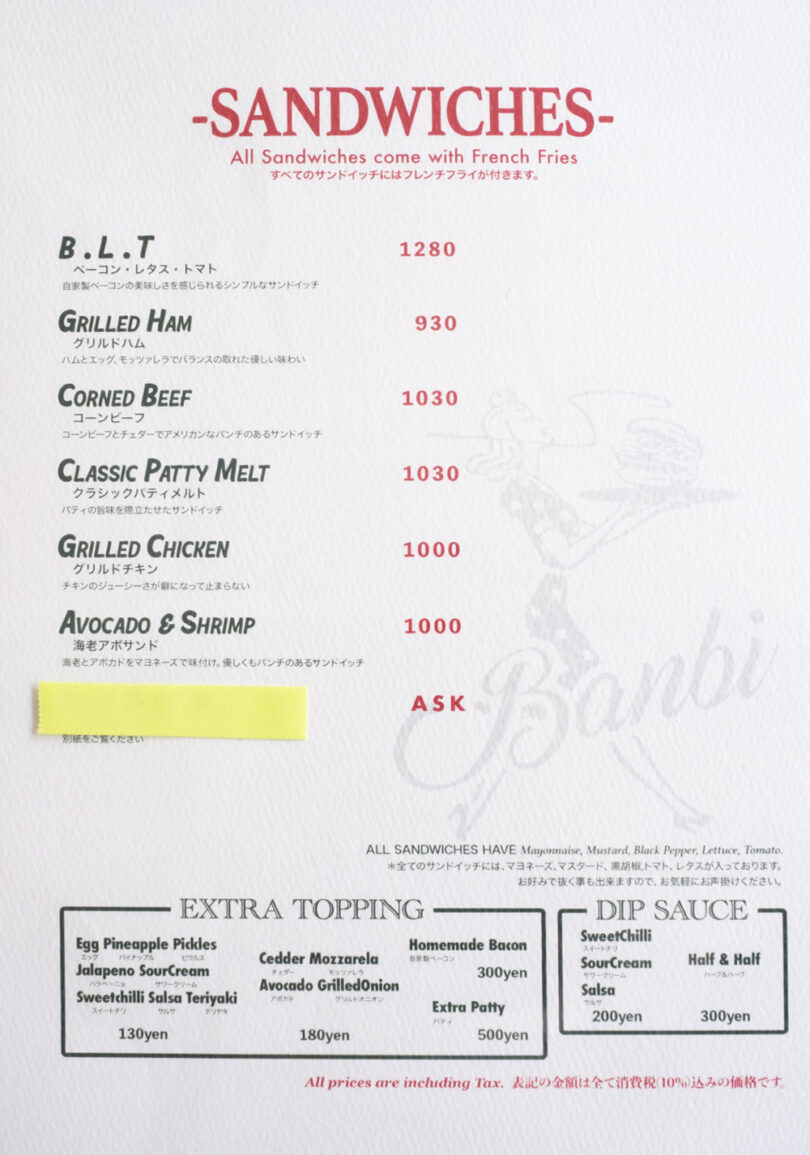 -SANDWICHES-
All Sandwiches come with French Fries
すべてのサンドイッチにはフレンチフライが付きます。
B.L.T 1280
ベーコン・レタス・トマト
自家製ベーコンの美味しさを感じられるシンプルなサンドイッチ
GRILLED HAM 930
グリルドハム
ハムとエッグ、モッツァレラでバランスの取れた優しい味わい
CORNED BEEF 1030
コーンビーフ
コーンビーフとチェダーでアメリカンなパンチのあるサンドイッチ
CLASSIC PATTY MELT 1030
クラシックパティメルト
パティの旨味を際立たせたサンドイッチ
GRILLED CHICKEN 1000
グリルドチキン
チキンのジューシーさが癖になって止まらない
AVOCADO & SHRIMP 1000
海老アボサンド
海老とアボカドをマヨネーズで味付け。優しくもパンチのあるサンドイッチ
ASK
別紙をご覧ください
Banbi
ALL SANDWICHES HAVE Mayonnaise, Mustard, Black Pepper, Lettuce, Tomato.
＊全てのサンドイッチには、マヨネーズ、マスタード、黒胡椒、トマト、レタスが入っております。
お好みで抜く事も出来ますので、お気軽にお声掛けください。
EXTRA TOPPING
Egg Pineapple Pickles
エッグ パイナップル ピクルス
Jalapeno SourCream
ハラペーニョ サワークリーム
Sweetchilli Salsa Teriyaki
スイートチリ サルサ テリヤキ
130yen
Cedder Mozzarela
チェダー モッツァレラ
Avocado GrilledOnion
アボカド グリルドオニオン
180yen
Homemade Bacon
自家製ベーコン
300yen
Extra Patty
パティ
500yen
DIP SAUCE
SweetChilli
スイートチリ
SourCream
サワークリーム
Salsa
サルサ
200yen
Half & Half
ハーフ&ハーフ
300yen
All prices are including Tax. 表記の金額は全て消費税(10%)込みの価格です。